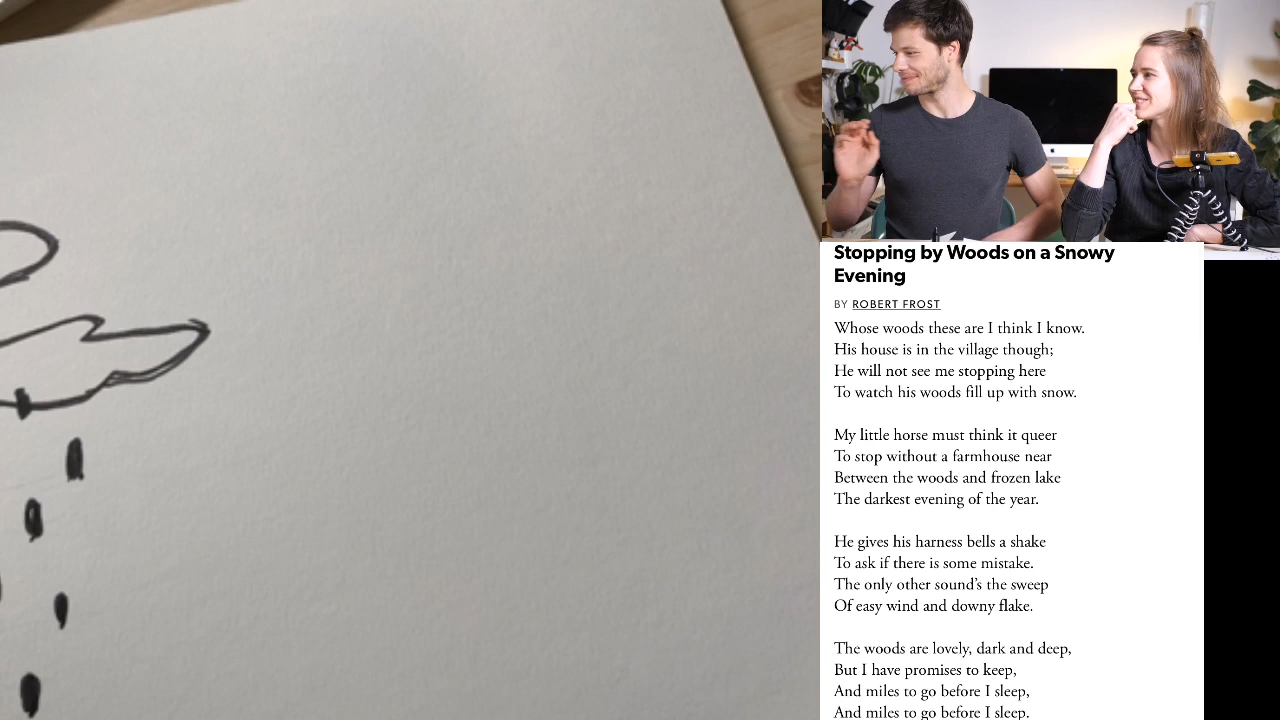 Stopping by Woods on a Snowy
Evening
BY ROBERT FROST
Whose woods these are I think I know.
His house is in the village though;
He will not see me stopping here
To watch his woods fill up with snow.
My little horse must think it queer
To stop without a farmhouse near
Between the woods and frozen lake
The darkest evening of the year.
He gives his harness bells a shake
To ask if there is some mistake.
The only other sound’s the sweep
Of easy wind and downy flake.
The woods are lovely, dark and deep,
But I have promises to keep,
And miles to go before I sleep,
And miles to go before I sleep.